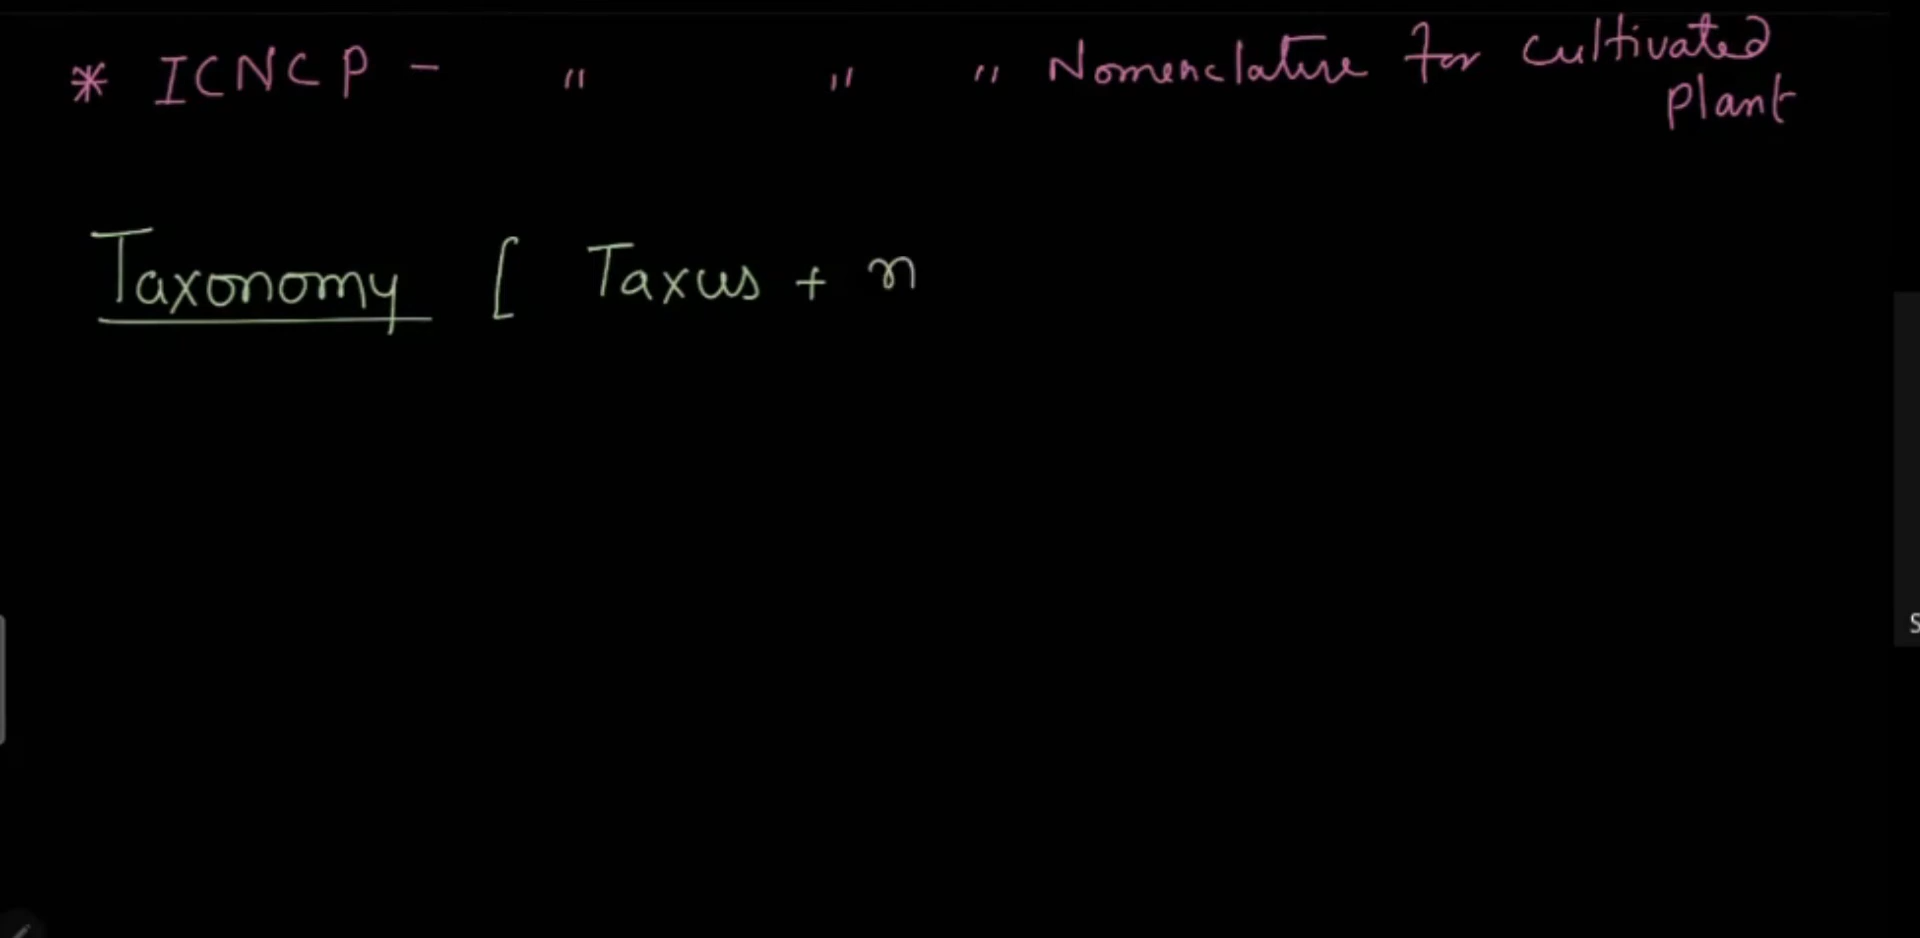 * ICNCP - " " " Nomenclature for cultivated
plant
Taxonomy [ Taxus + n
S